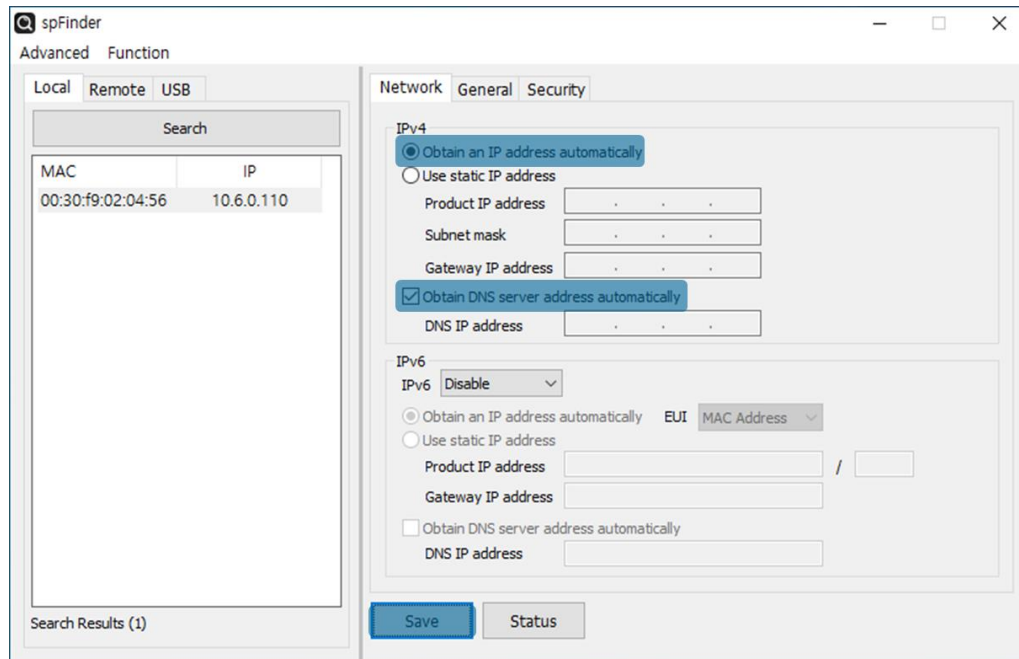 spFinder
Advanced Function
Local Remote USB
Search
MAC IP
00:30:f9:02:04:56 10.6.0.110
Search Results (1)
Network General Security
IPv4
Obtain an IP address automatically
Use static IP address
Product IP address . . .
Subnet mask . . .
Gateway IP address . . .
Obtain DNS server address automatically
DNS IP address . . .
IPv6
IPv6 Disable
Obtain an IP address automatically EUI MAC Address
Use static IP address
Product IP address /
Gateway IP address
Obtain DNS server address automatically
DNS IP address
Save Status